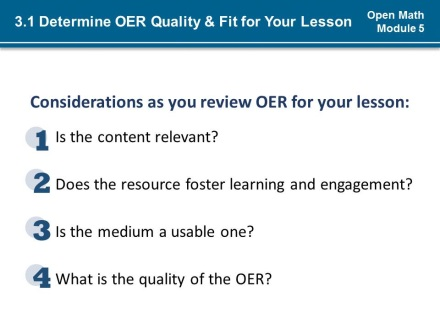 3.1 Determine OER Quality & Fit for Your Lesson
Open Math
Module 5
Considerations as you review OER for your lesson:
1 Is the content relevant?
2 Does the resource foster learning and engagement?
3 Is the medium a usable one?
4 What is the quality of the OER?